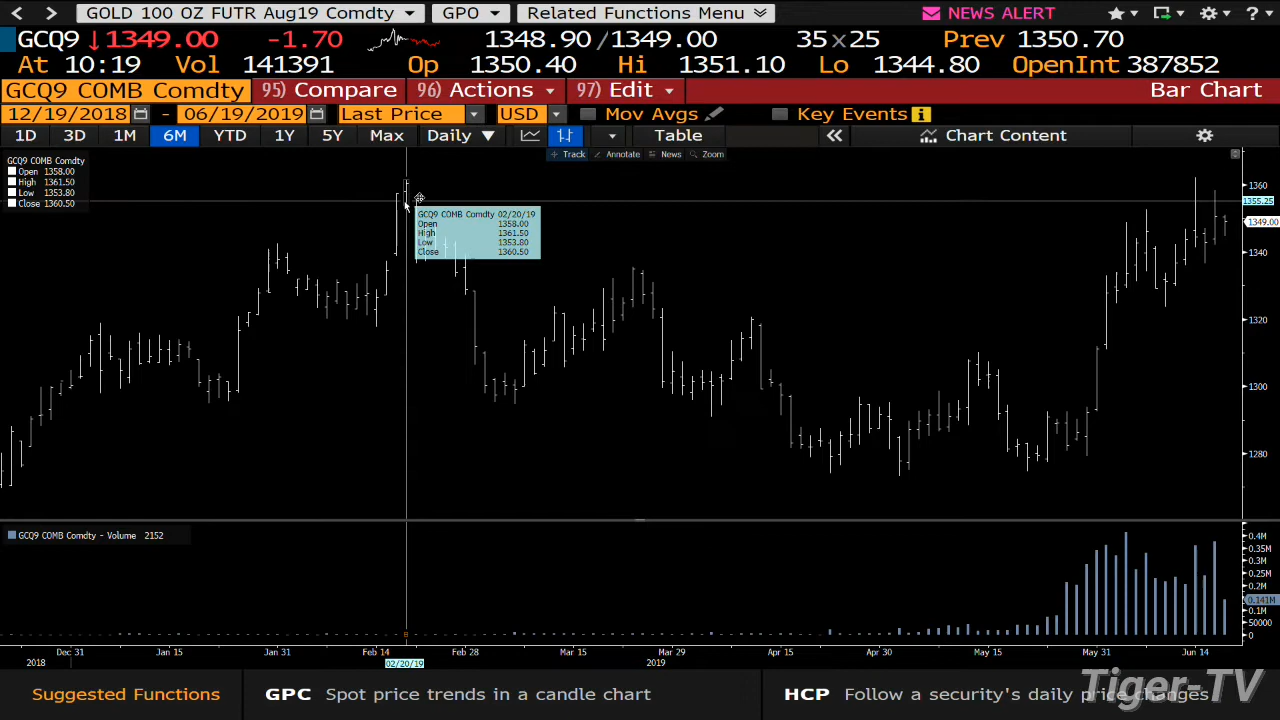 GOLD 100 OZ FUTR Aug19 Comdty GPO Related Functions Menu NEWS ALERT ?
GCQ9 ↓1349.00 -1.70 1348.90/1349.00 35×25 Prev 1350.70
At 10:19 Vol 141391 Op 1350.40 Hi 1351.10 Lo 1344.80 OpenInt 387852
GCQ9 COMB Comdty 95) Compare 96) Actions 97) Edit Bar Chart
12/19/2018 - 06/19/2019 Last Price USD Mov Avgs Key Events i
1D 3D 1M 6M YTD 1Y 5Y Max Daily ▼ Table « Chart Content
Track Annotate News Zoom
GCQ9 COMB Comdty
Open 1358.00
High 1361.50
Low 1353.80
Close 1360.50
GCQ9 COMB Comdty 02/20/19
Open 1358.00
High 1361.50
Low 1353.80
Close 1360.50
1360
1355.25
1349.00
1340
1320
1300
1280
GCQ9 COMB Comdty - Volume 2152
0.4M
0.35M
0.3M
0.25M
0.2M
0.141M
0.1M
50000
0
Dec 31 Jan 15 Jan 31 Feb 14 Feb 28 Mar 15 Mar 29 Apr 15 Apr 30 May 15 May 31 Jun 14
2018 02/20/19 2019
Suggested Functions GPC Spot price trends in a candle chart HCP Follow a security's daily price changes
Tiger-TV